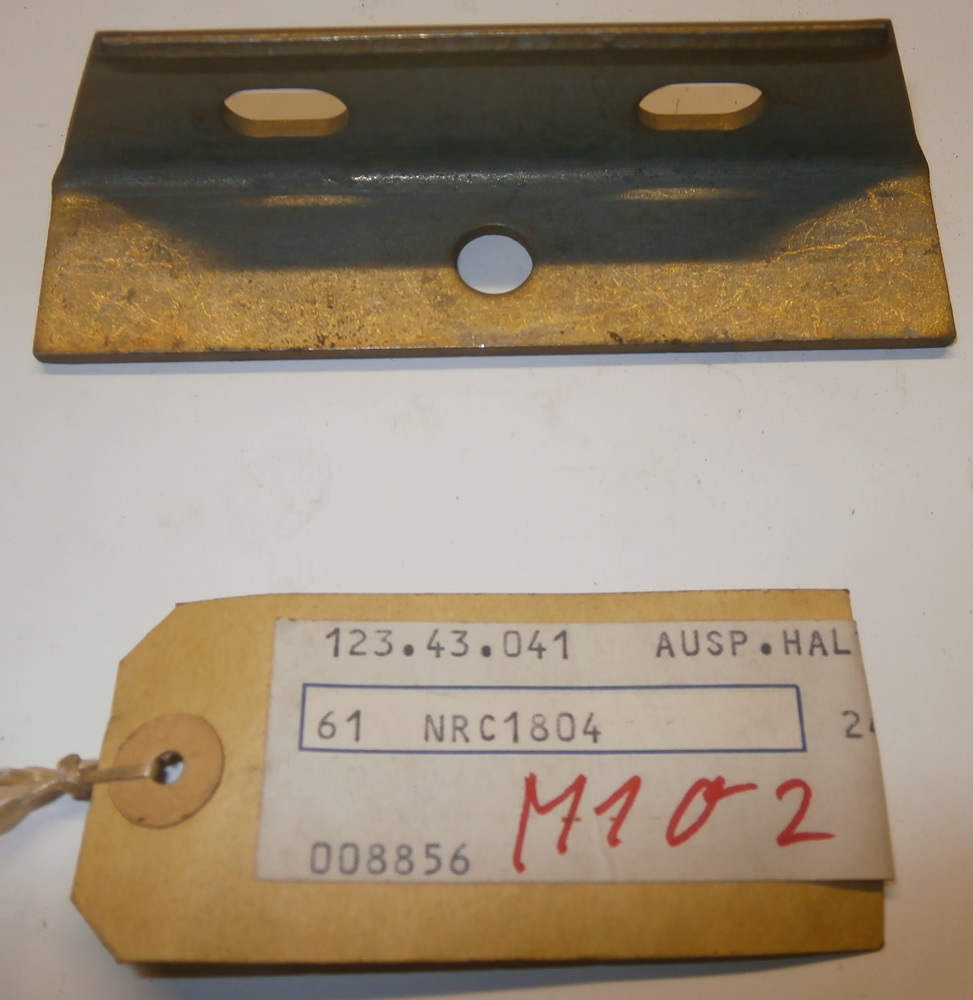 123.43.041 AUSP.HAL
61 NRC1804
M102
008856